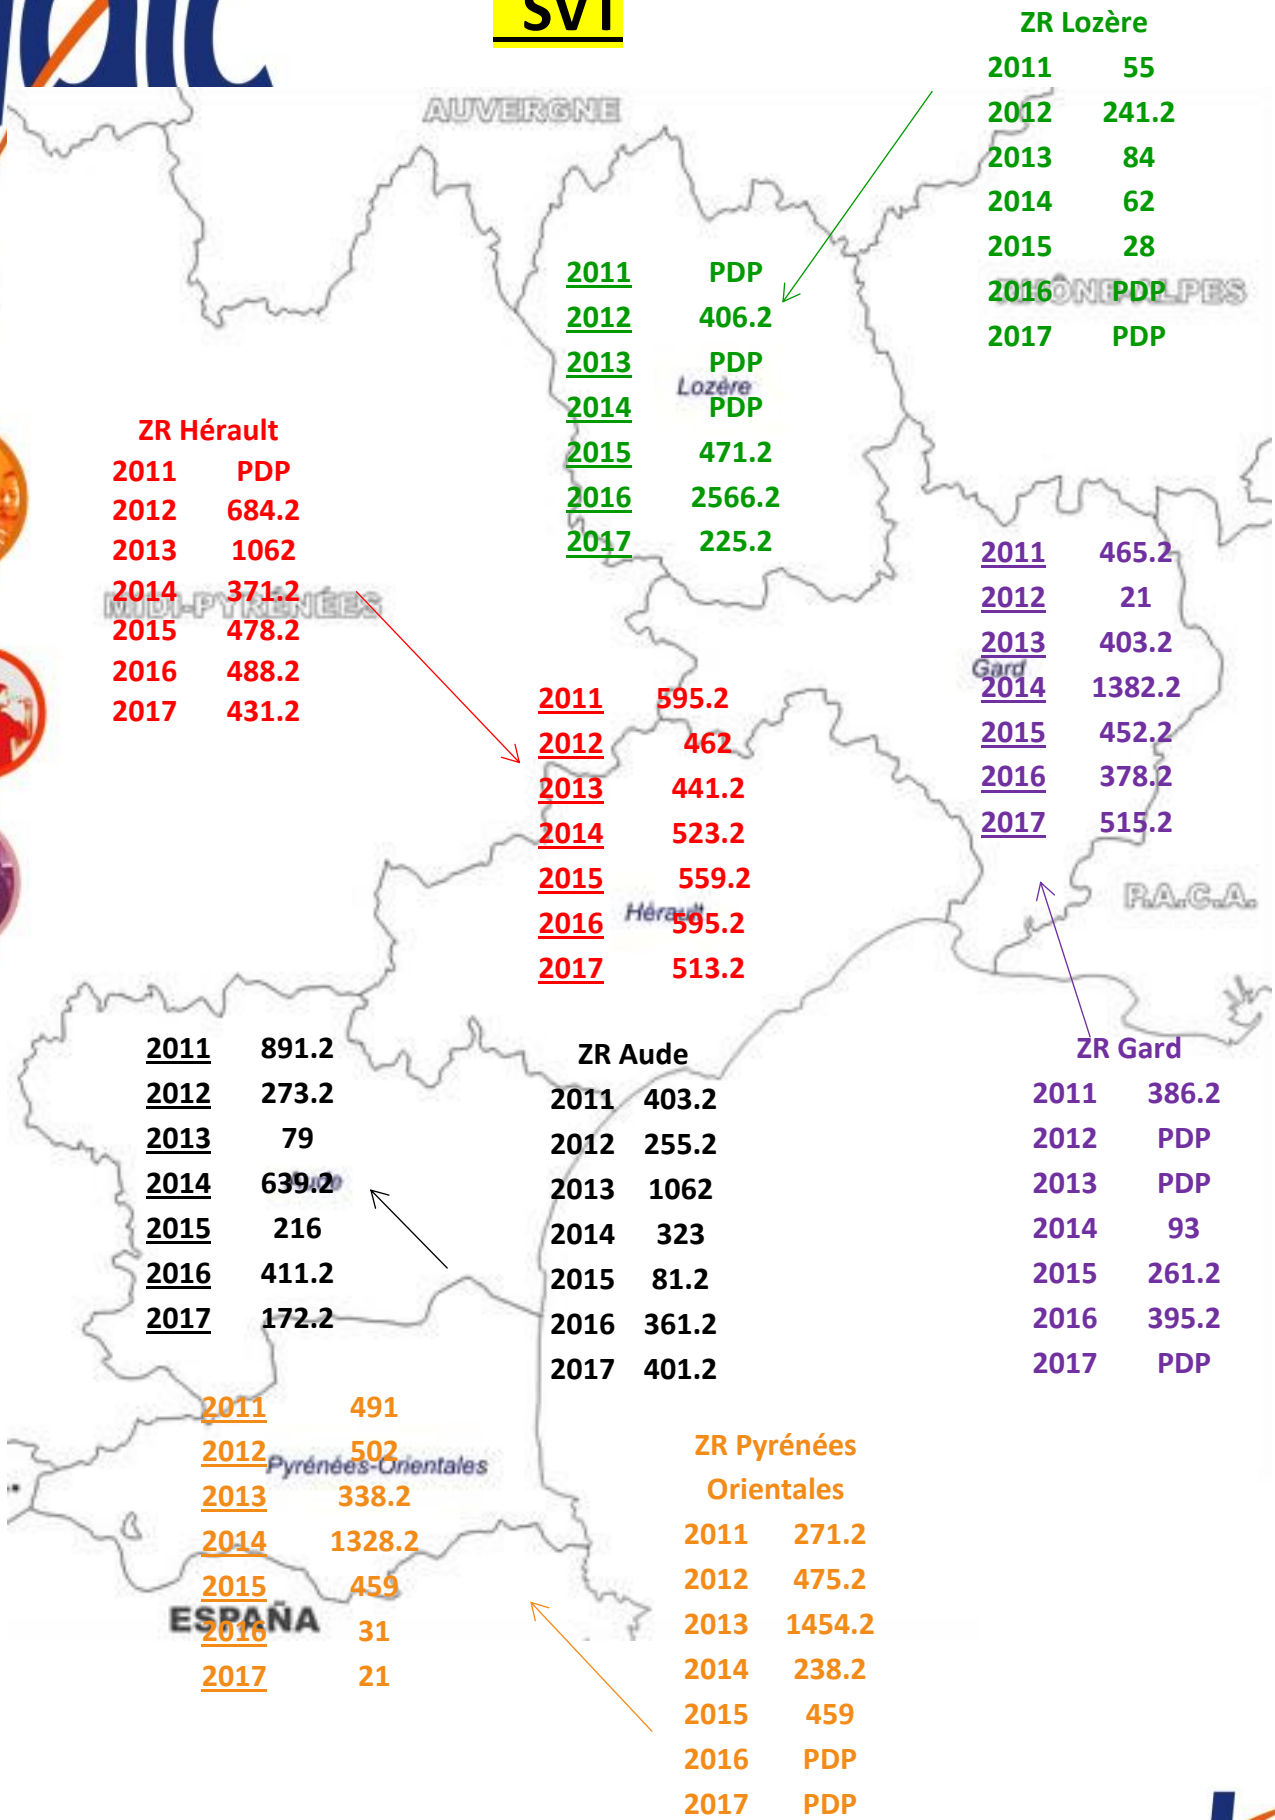 SVT
ZR Lozère
2011 55
2012 241.2
2013 84
2014 62
2015 28
2016 PDP
2017 PDP
AUVERGNE
RHÔNE-ALPES
2011 PDP
2012 406.2
2013 PDP
Lozère
2014 PDP
2015 471.2
2016 2566.2
2017 225.2
ZR Hérault
2011 PDP
2012 684.2
2013 1062
2014 371.2
MIDI-PYRÉNÉES
2015 478.2
2016 488.2
2017 431.2
2011 465.2
2012 21
2013 403.2
Gard
2014 1382.2
2015 452.2
2016 378.2
2017 515.2
2011 595.2
2012 462
2013 441.2
2014 523.2
2015 559.2
Hérault
2016 595.2
2017 513.2
P.A.C.A.
2011 891.2
2012 273.2
2013 79
2014 639.2
Aude
2015 216
2016 411.2
2017 172.2
ZR Aude
2011 403.2
2012 255.2
2013 1062
2014 323
2015 81.2
2016 361.2
2017 401.2
ZR Gard
2011 386.2
2012 PDP
2013 PDP
2014 93
2015 261.2
2016 395.2
2017 PDP
2011 491
2012 502
Pyrénées-Orientales
2013 338.2
2014 1328.2
2015 459
ESPAÑA
2016 31
2017 21
ZR Pyrénées
Orientales
2011 271.2
2012 475.2
2013 1454.2
2014 238.2
2015 459
2016 PDP
2017 PDP